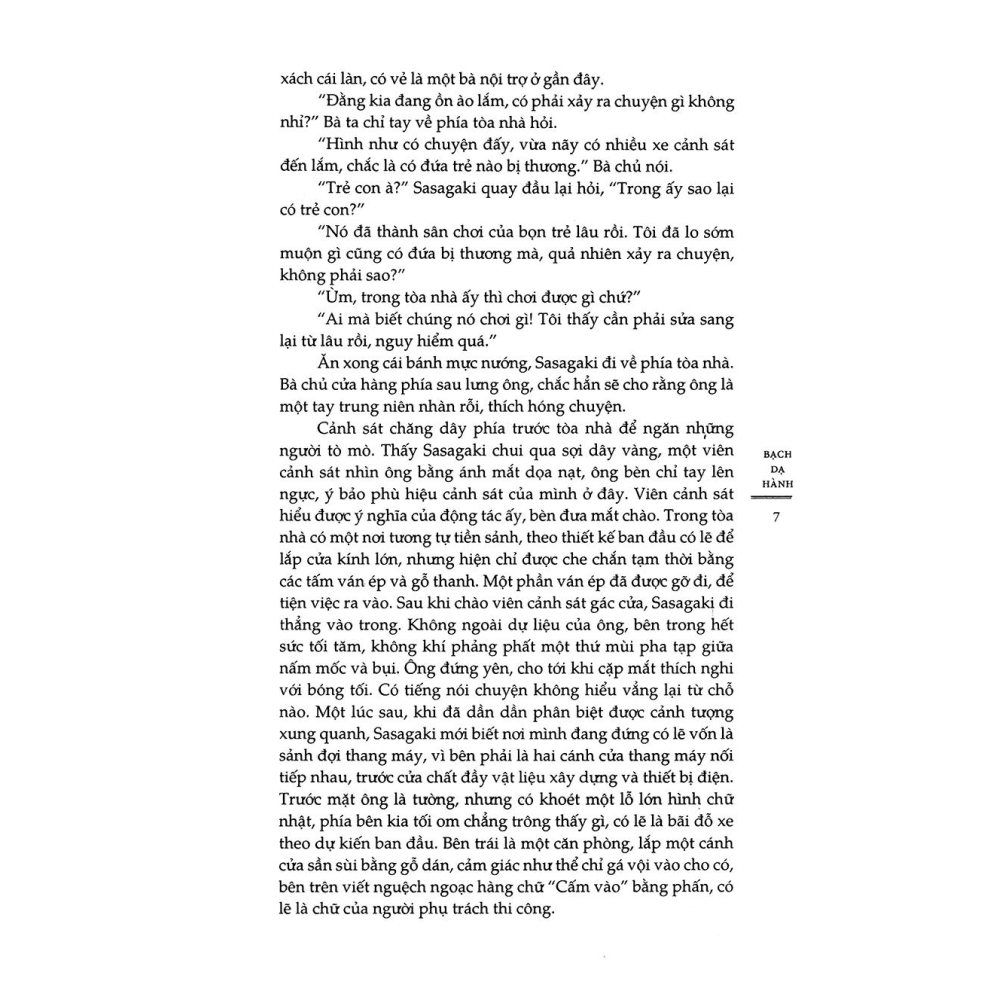 xách cái làn, có vẻ là một bà nội trợ ở gần đây.
“Đằng kia đang ồn ào lắm, có phải xảy ra chuyện gì không
nhỉ?” Bà ta chỉ tay về phía tòa nhà hỏi.
“Hình như có chuyện đấy, vừa nãy có nhiều xe cảnh sát
đến lắm, chắc là có đứa trẻ nào bị thương.” Bà chủ nói.
“Trẻ con à?” Sasagaki quay đầu lại hỏi, “Trong ấy sao lại
có trẻ con?”
“Nó đã thành sân chơi của bọn trẻ lâu rồi. Tôi đã lo sớm
muộn gì cũng có đứa bị thương mà, quả nhiên xảy ra chuyện,
không phải sao?”
“Ừm, trong tòa nhà ấy thì chơi được gì chứ?”
“Ai mà biết chúng nó chơi gì! Tôi thấy cần phải sửa sang
lại từ lâu rồi, nguy hiểm quá.”
Ăn xong cái bánh mực nướng, Sasagaki đi về phía tòa nhà.
Bà chủ cửa hàng phía sau lưng ông, chắc hẳn sẽ cho rằng ông là
một tay trung niên nhàn rỗi, thích hóng chuyện.
Cảnh sát chăng dây phía trước tòa nhà để ngăn những
người tò mò. Thấy Sasagaki chui qua sợi dây vàng, một viên
cảnh sát nhìn ông bằng ánh mắt dọa nạt, ông bèn chỉ tay lên
ngực, ý bảo phù hiệu cảnh sát của mình ở đây. Viên cảnh sát
hiểu được ý nghĩa của động tác ấy, bèn đưa mắt chào. Trong tòa
nhà có một nơi tương tự tiền sảnh, theo thiết kế ban đầu có lẽ để
lắp cửa kính lớn, nhưng hiện chỉ được che chắn tạm thời bằng
các tấm ván ép và gỗ thanh. Một phần ván ép đã được gỡ đi, để
tiện việc ra vào. Sau khi chào viên cảnh sát gác cửa, Sasagaki đi
thẳng vào trong. Không ngoài dự liệu của ông, bên trong hết
sức tối tăm, không khí phảng phất một thứ mùi pha tạp giữa
nấm mốc và bụi. Ông đứng yên, cho tới khi cặp mắt thích nghi
với bóng tối. Có tiếng nói chuyện không hiểu vẳng lại từ chỗ
nào. Một lúc sau, khi đã dần dần phân biệt được cảnh tượng
xung quanh, Sasagaki mới biết nơi mình đang đứng có lẽ vốn là
sảnh đợi thang máy, vì bên phải là hai cánh cửa thang máy nối
tiếp nhau, trước cửa chất đầy vật liệu xây dựng và thiết bị điện.
Trước mặt ông là tường, nhưng có khoét một lỗ lớn hình chữ
nhật, phía bên kia tối om chẳng trông thấy gì, có lẽ là bãi đỗ xe
theo dự kiến ban đầu. Bên trái là một căn phòng, lắp một cánh
cửa sần sùi bằng gỗ dán, cảm giác như thể chỉ gá vội vào cho có,
bên trên viết nguệch ngoạc hàng chữ “Cấm vào” bằng phấn, có
lẽ là chữ của người phụ trách thi công.
BẠCH
DẠ
HÀNH
7